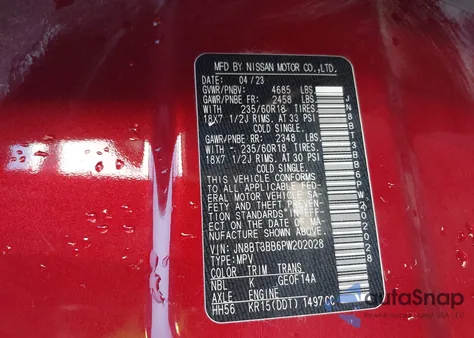 MFD BY NISSAN MOTOR CO.,LTD.
DATE: 04/23
GVWR/PNBV: 4685 LBS.
GAWR/PNBE FR: 2458 LBS.
WITH - 235/60R18 TIRES,
18X7 1/2J RIMS. AT 33 PSI
COLD SINGLE.
GAWR/PNBE RR: 2348 LBS.
WITH - 235/60R18 TIRES,
18X7 1/2J RIMS. AT 30 PSI
COLD SINGLE.
THIS VEHICLE CONFORMS
TO ALL APPLICABLE FED-
ERAL MOTOR VEHICLE SA-
FETY AND THEFT PREVEN-
TION STANDARDS IN EFF-
ECT ON THE DATE OF MA-
NUFACTURE SHOWN ABOVE.
VIN: JN8BT3BB6PW202028
TYPE: MPV
COLOR TRIM TRANS
NBL K GE0F14A
AXLE ENGINE
HH56 KR15(DDT) 1497CC
JN8BT3BB6PW202028
AutoSnap